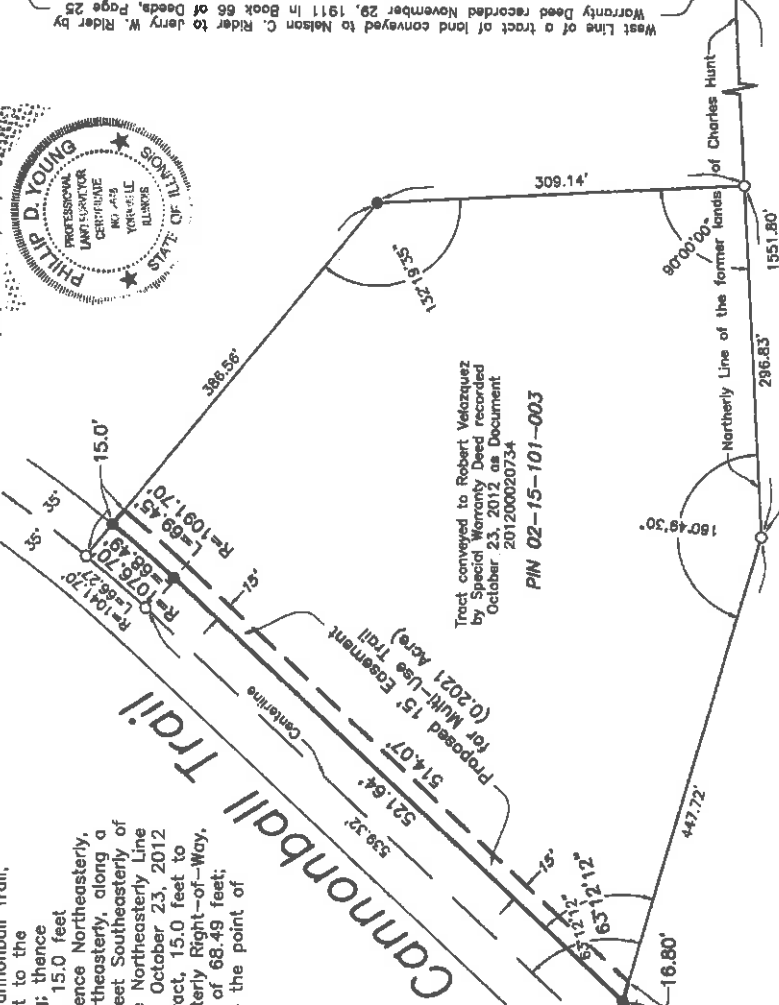 annonball Trail,
t to the
; thence
15.0 feet
ence Northeasterly,
rtheasterly, along a
eet Southeasterly of
e Northeasterly Line
October 23, 2012
act, 15.0 feet to
terly Right-of-Way,
of 68.49 feet;
the point of
PHILLIP D. YOUNG
PROFESSIONAL
LAND SURVEYOR
CERTIFICATE
ILLINOIS
STATE OF ILLINOIS
West Line of a tract of land conveyed to Nelson C. Rider to Jerry W. Rider by
Warranty Deed recorded November 29, 1911 in Book 66 of Deeds, Page 25
35'
35'
15.0'
R=1041.70'
L=66.27'
R=1076.70'
L=68.49'
L=69.45'
R=1091.70'
386.56'
132°19'35"
309.14'
90°00'00"
Northerly Line of the former lands of Charles Hunt
1551.80'
296.83'
180°49'30"
447.72'
Tract conveyed to Robert Velazquez
by Special Warranty Deed recorded
October 23, 2012 as Document
201200020734
PIN 02-15-101-003
15'
Proposed 15' Easement
for Multi-Use Trail
(0.2021 Acre)
514.07'
521.64'
Centerline
539.32'
Cannonball Trail
15'
63°12'12"
63°12'12"
16.80'